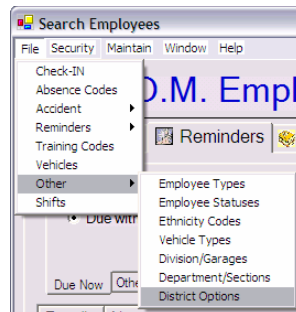 Search Employees
File Security Maintain Window Help
Check-IN
Absence Codes
Accident
Reminders
Training Codes
Vehicles
Other
Shifts
O.M. Empl
Reminders
Employee Types
Employee Statuses
Ethnicity Codes
Vehicle Types
Division/Garages
Department/Sections
District Options
Due with
Due Now Othe